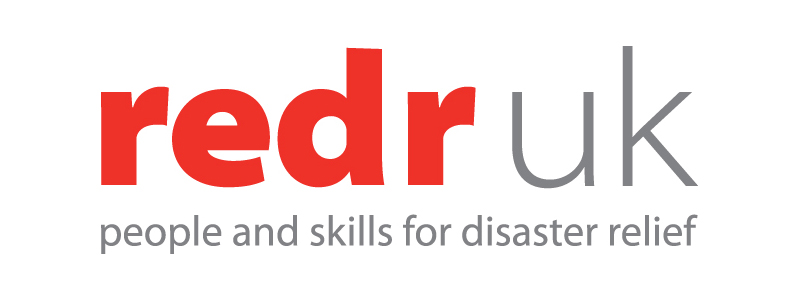 redr uk
people and skills for disaster relief